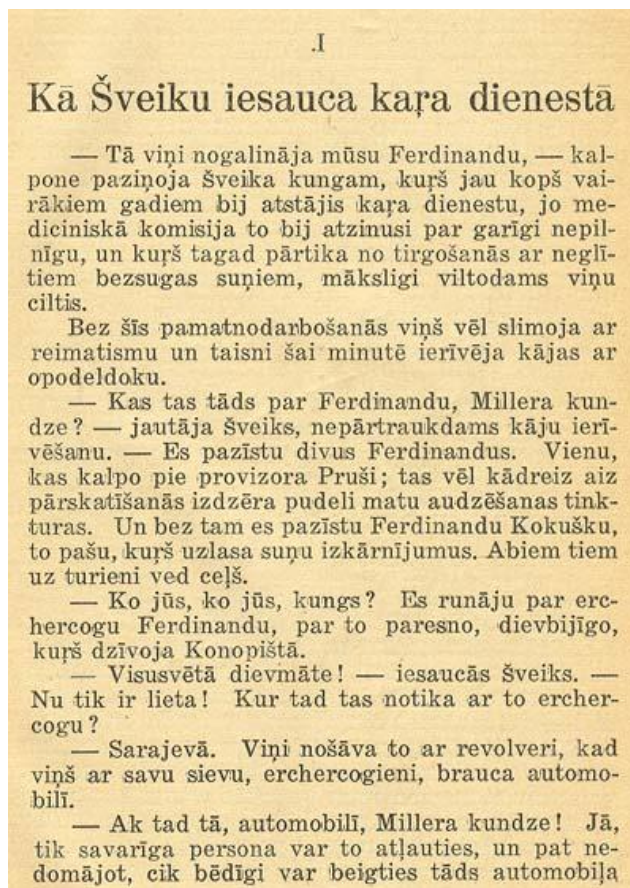 .I
Kā Šveiku iesauca kaŗa dienestā
— Tā viņi nogalināja mūsu Ferdinandu, — kal-
pone paziņoja Šveika kungam, kuŗš jau kopš vai-
rākiem gadiem bij atstājis kaŗa dienestu, jo me-
diciniskā komisija to bij atzinusi par garīgi nepil-
nīgu, un kuŗš tagad pārtika no tirgošanās ar neglī-
tiem bezsugas suņiem, māksligi viltodams viņu
ciltis.
Bez šīs pamatnodarbošanās viņš vēl slimoja ar
reimatismu un taisni šai minutē ierīvēja kājas ar
opodeldoku.
— Kas tas tāds par Ferdinandu, Millera kun-
dze? — jautāja Šveiks, nepārtraukdams kāju ierī-
vēšanu. — Es pazīstu divus Ferdinandus. Vienu,
kas kalpo pie provizora Pruši; tas vēl kādreiz aiz
pārskatīšanās izdzēra pudeli matu audzēšanas tink-
turas. Un bez tam es pazīstu Ferdinandu Kokušku,
to pašu, kuŗš uzlasa suņu izkārnījumus. Abiem tiem
uz turieni ved ceļš.
— Ko jūs, ko jūs, kungs? Es runāju par erc-
hercogu Ferdinandu, par to paresno, dievbijīgo,
kuŗš dzīvoja Konopištā.
— Visusvētā dievmāte! — iesaucās Šveiks. —
Nu tik ir lieta! Kur tad tas notika ar to ercher-
cogu?
— Sarajevā. Viņi nošāva to ar revolveri, kad
viņš ar savu sievu, erchercogieni, brauca automo-
bilī.
— Ak tad tā, automobilī, Millera kundze! Jā,
tik savarīga persona var to atļauties, un pat ne-
domājot, cik bēdīgi var beigties tāds automobiļa